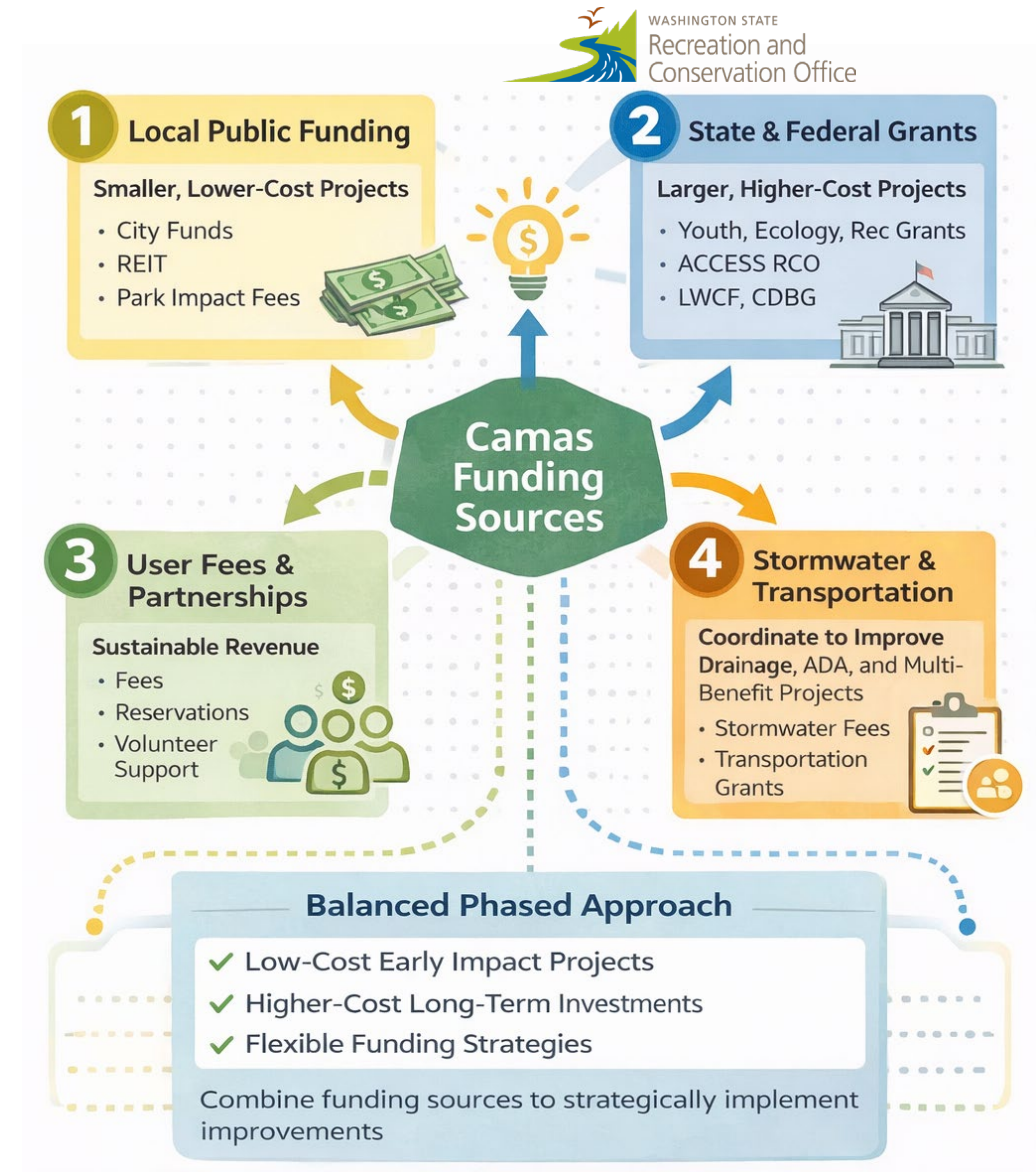 WASHINGTON STATE
Recreation and
Conservation Office
1
Local Public Funding
Smaller, Lower-Cost Projects
• City Funds
• REIT
• Park Impact Fees
$
$
$
2
State & Federal Grants
Larger, Higher-Cost Projects
• Youth, Ecology, Rec Grants
• ACCESS RCO
• LWCF, CDBG
Camas
Funding
Sources
3
User Fees &
Partnerships
Sustainable Revenue
• Fees
• Reservations
• Volunteer
Support
$
$
$
4
Stormwater &
Transportation
Coordinate to Improve
Drainage, ADA, and Multi-
Benefit Projects
• Stormwater Fees
• Transportation
Grants
Balanced Phased Approach
✓ Low-Cost Early Impact Projects
✓ Higher-Cost Long-Term Investments
✓ Flexible Funding Strategies
Combine funding sources to strategically implement
improvements